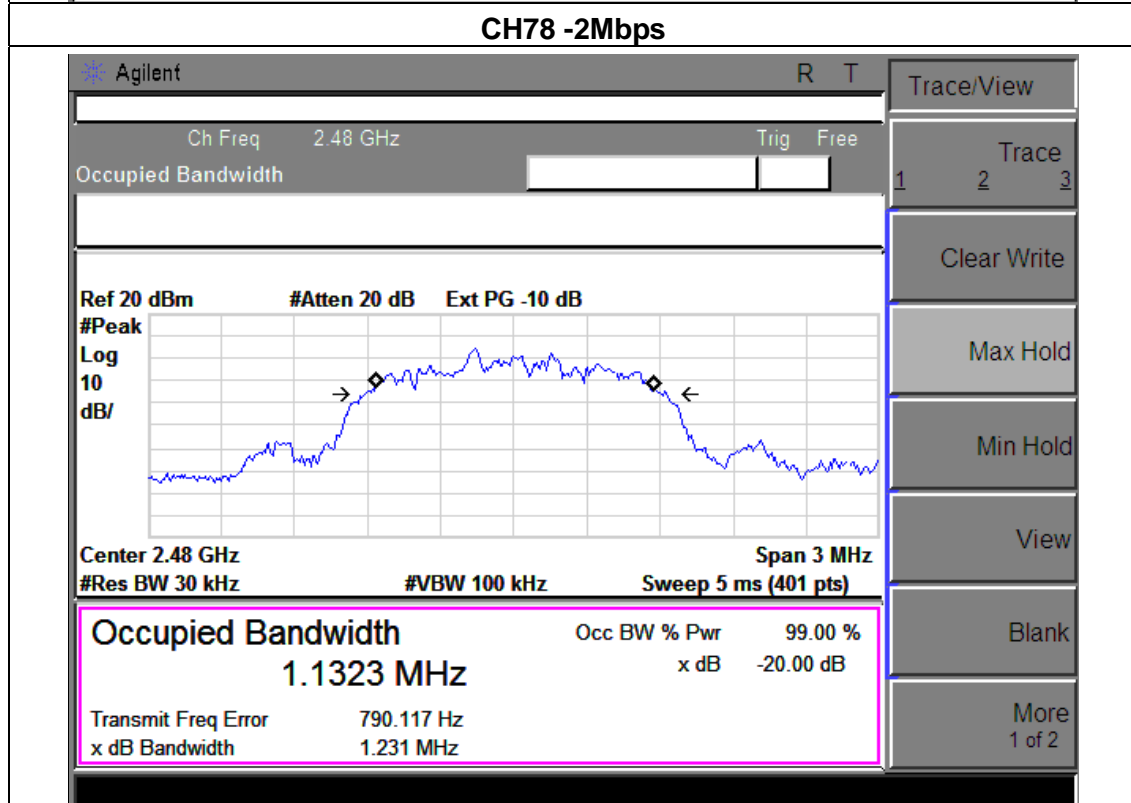 CH78 -2Mbps
Agilent R T
Trace/View
Ch Freq 2.48 GHz Trig Free
Occupied Bandwidth
Trace
1 2 3
Clear Write
Max Hold
Min Hold
View
Blank
More
1 of 2
Ref 20 dBm #Atten 20 dB Ext PG -10 dB
#Peak
Log
10
dB/
Center 2.48 GHz Span 3 MHz
#Res BW 30 kHz #VBW 100 kHz Sweep 5 ms (401 pts)
Occupied Bandwidth Occ BW % Pwr 99.00 %
1.1323 MHz x dB -20.00 dB
Transmit Freq Error 790.117 Hz
x dB Bandwidth 1.231 MHz